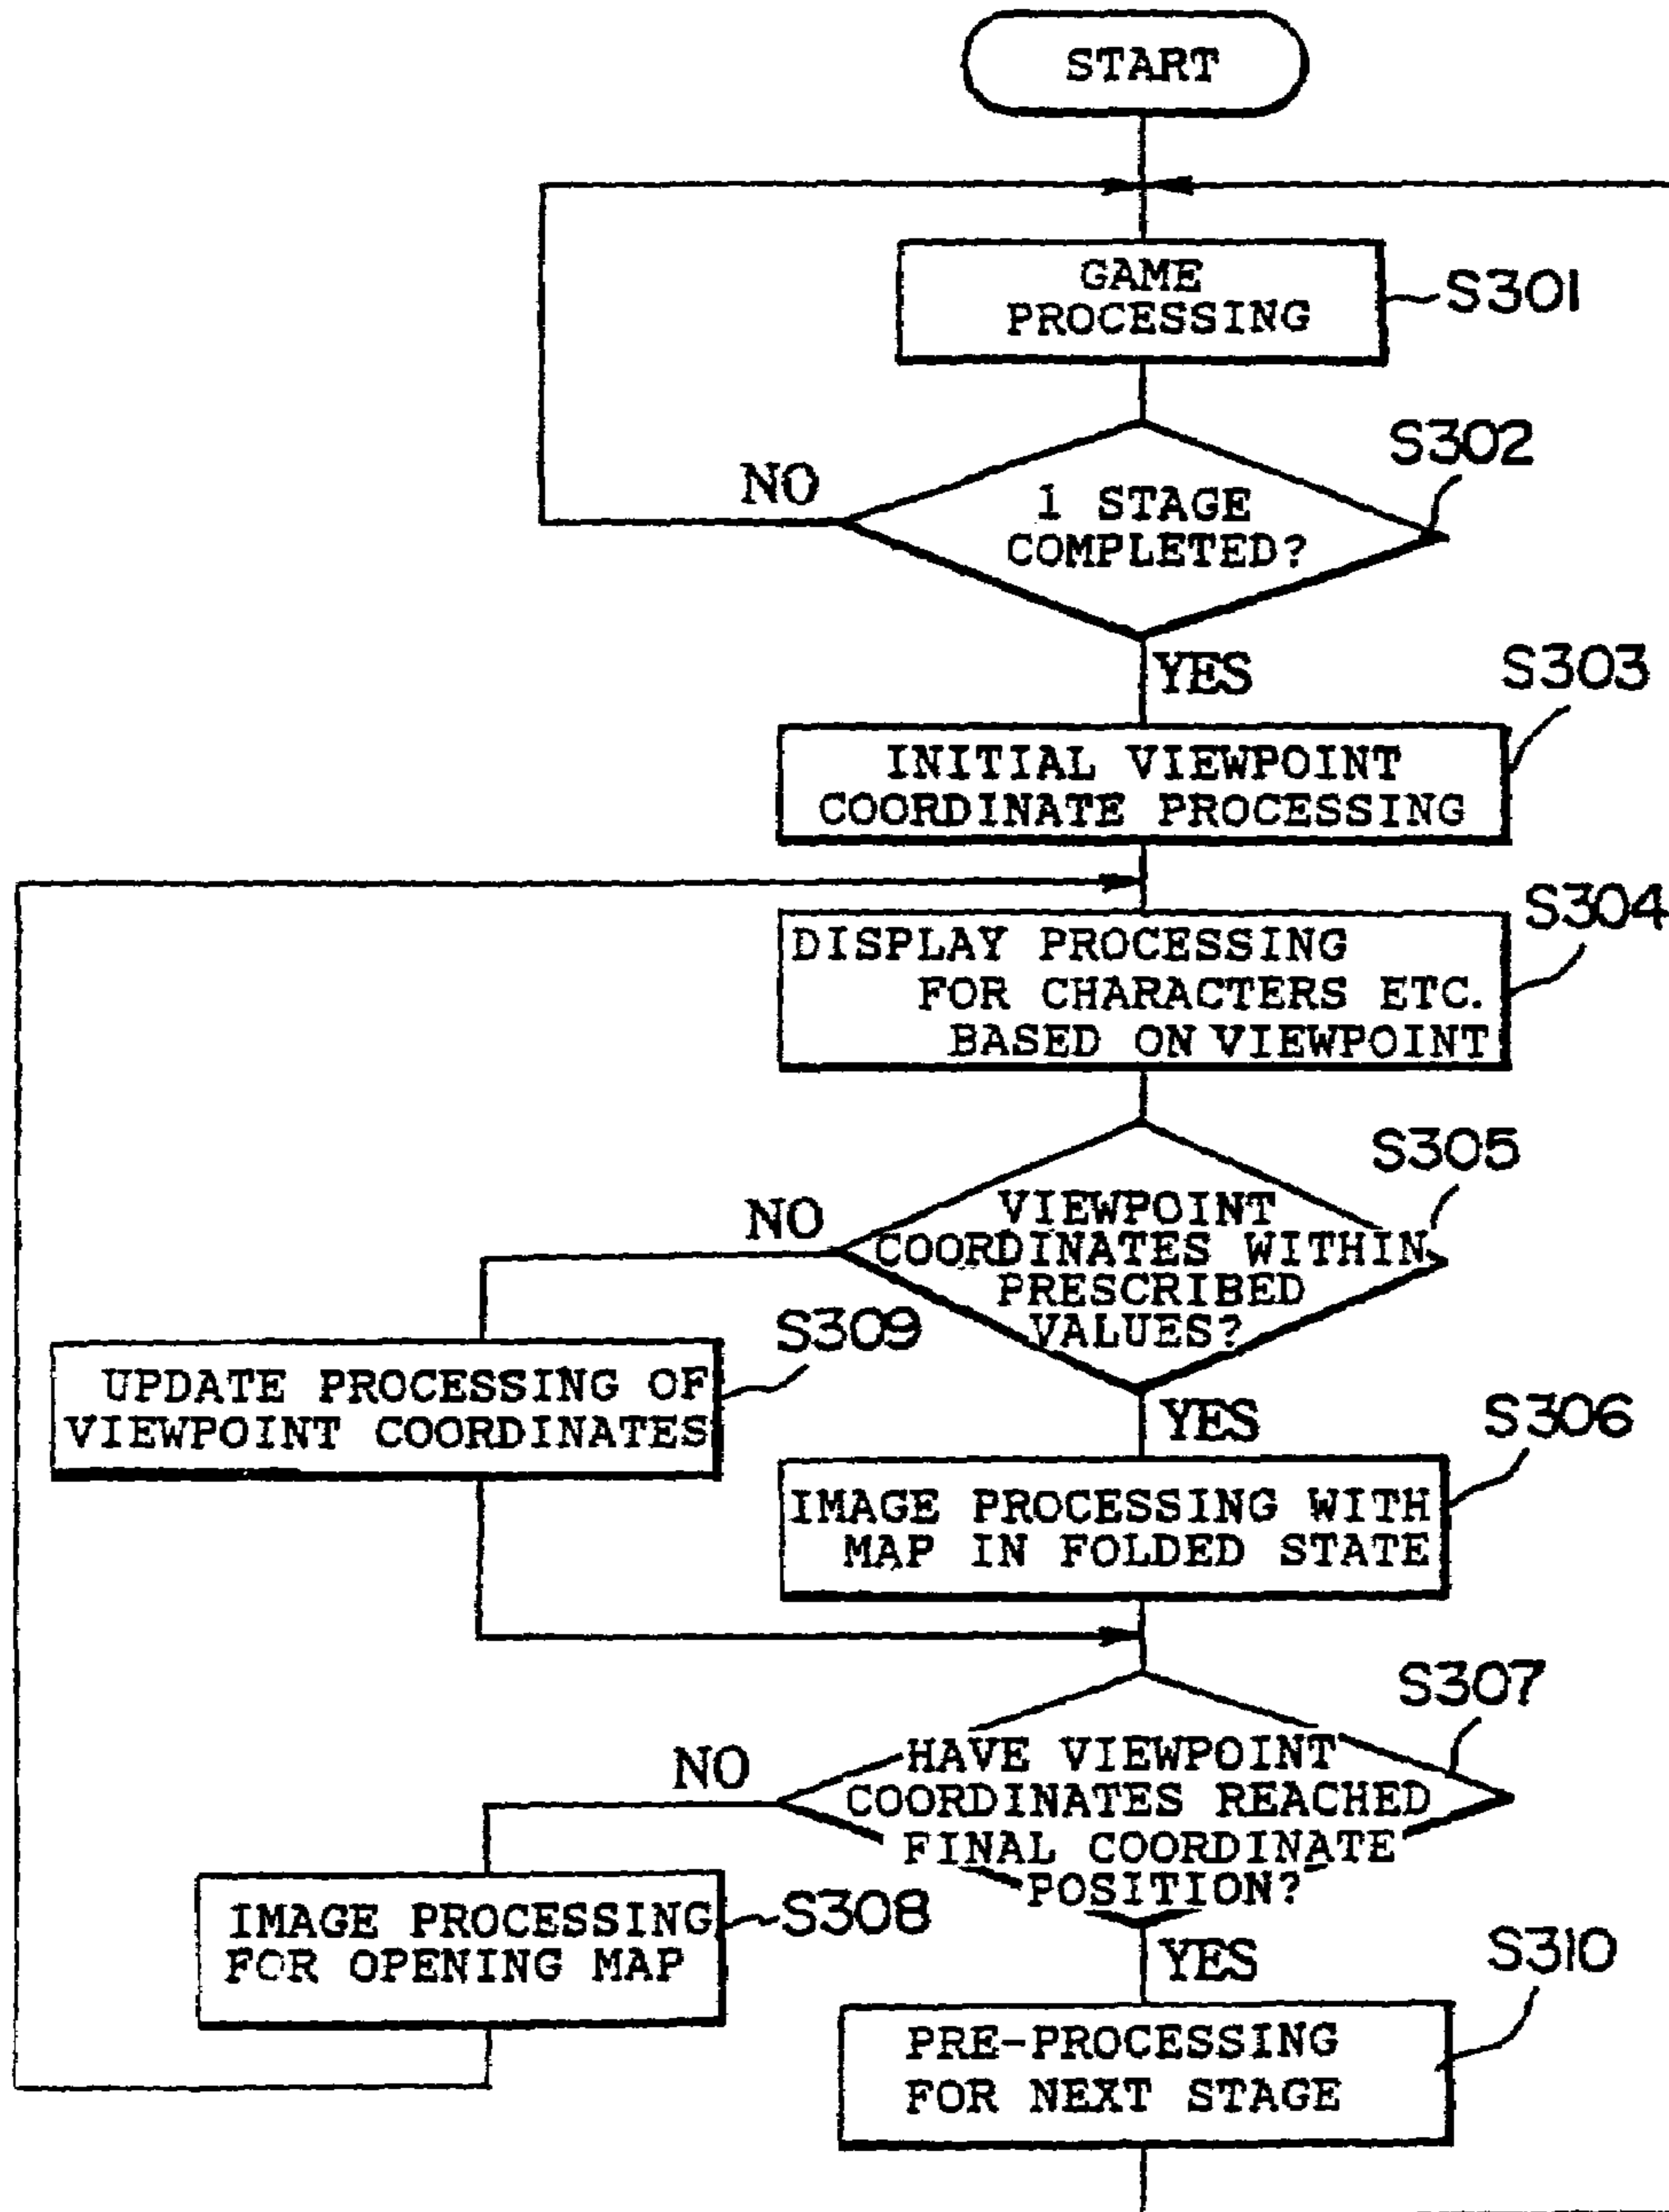 START
GAME
PROCESSING
S301
S302
NO
1 STAGE
COMPLETED?
YES
S303
INITIAL VIEWPOINT
COORDINATE PROCESSING
S304
DISPLAY PROCESSING
FOR CHARACTERS ETC.
BASED ON VIEWPOINT
S305
NO
VIEWPOINT
COORDINATES WITHIN
PRESCRIBED
VALUES?
S309
UPDATE PROCESSING OF
VIEWPOINT COORDINATES
YES
S306
IMAGE PROCESSING WITH
MAP IN FOLDED STATE
S307
NO
HAVE VIEWPOINT
COORDINATES REACHED
FINAL COORDINATE
POSITION?
S308
IMAGE PROCESSING
FOR OPENING MAP
YES
S310
PRE-PROCESSING
FOR NEXT STAGE